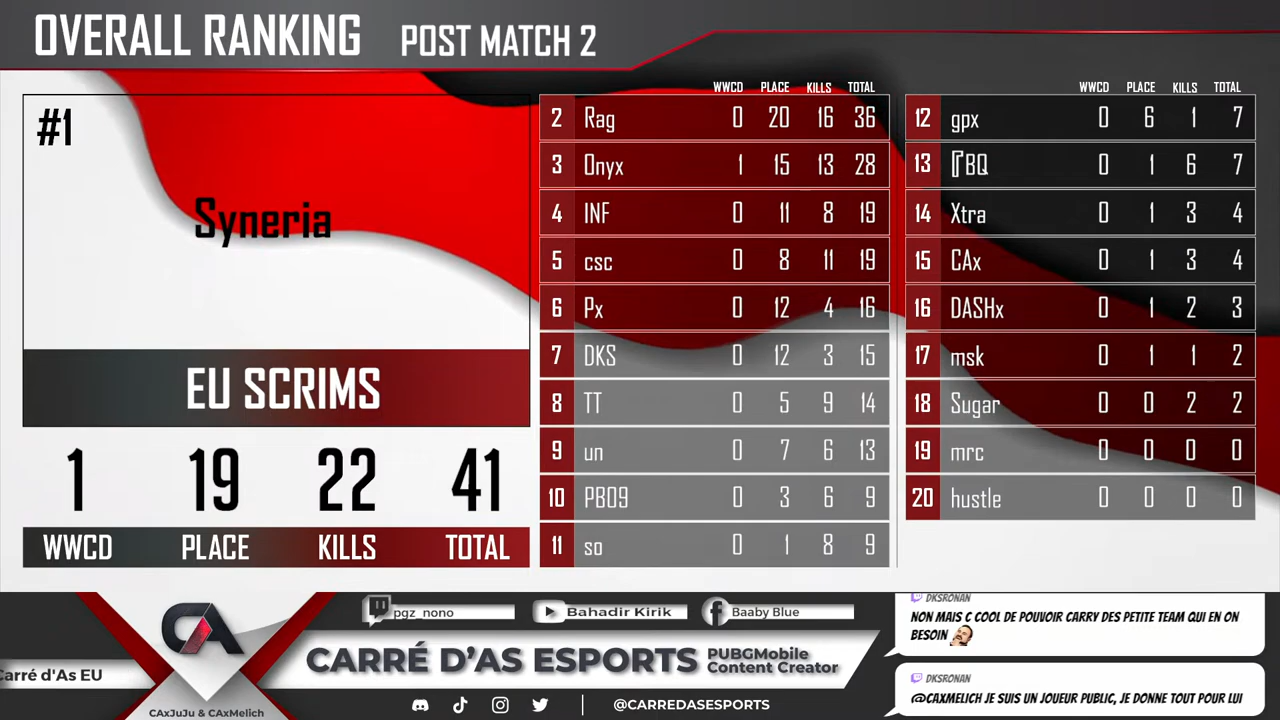 OVERALL RANKING POST MATCH 2
#1
Syneria
EU SCRIMS
1 19 22 41
WWCD PLACE KILLS TOTAL
WWCD PLACE KILLS TOTAL
2 Rag 0 20 16 36
3 Onyx 1 15 13 28
4 INF 0 11 8 19
5 csc 0 8 11 19
6 Px 0 12 4 16
7 DKS 0 12 3 15
8 TT 0 5 9 14
9 un 0 7 6 13
10 PB09 0 3 6 9
11 so 0 1 8 9
WWCD PLACE KILLS TOTAL
12 gpx 0 6 1 7
13 『BQ 0 1 6 7
14 Xtra 0 1 3 4
15 CAx 0 1 3 4
16 DASHx 0 1 2 3
17 msk 0 1 1 2
18 Sugar 0 0 2 2
19 mrc 0 0 0 0
20 hustle 0 0 0 0
Carré d'As EU
CA
CAxJuJu & CAxMelich
pgz_nono Bahadir Kirik Baaby Blue
CARRÉ D'AS ESPORTS
PUBGMobile
Content Creator
@CARREDASESPORTS
DKSRONAN
NON MAIS C COOL DE POUVOIR CARRY DES PETITE TEAM QUI EN ON
BESOIN
DKSRONAN
@CAXMELICH JE SUIS UN JOUEUR PUBLIC, JE DONNE TOUT POUR LUI